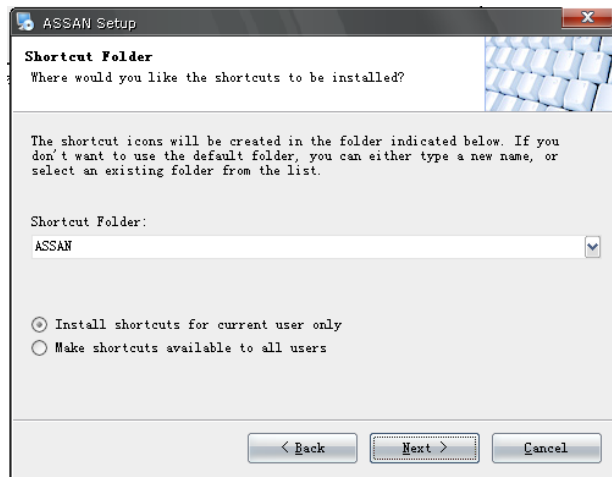 ASSAN Setup
Shortcut Folder
Where would you like the shortcuts to be installed?
The shortcut icons will be created in the folder indicated below. If you
don't want to use the default folder, you can either type a new name, or
select an existing folder from the list.
Shortcut Folder:
ASSAN
Install shortcuts for current user only
Make shortcuts available to all users
< Back
Next >
Cancel